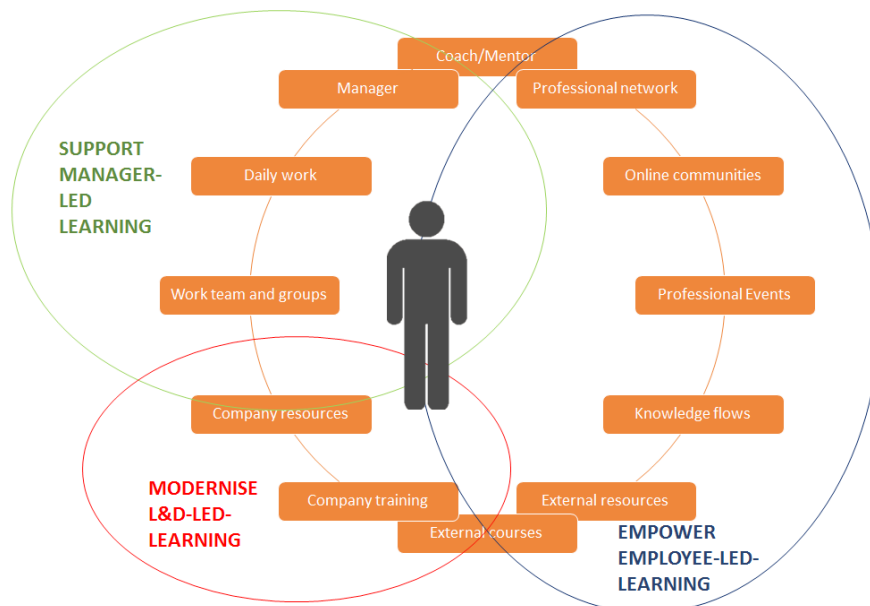 Coach/Mentor
Manager
Professional network
SUPPORT
MANAGER-
LED
LEARNING
Daily work
Online communities
Work team and groups
Professional Events
Company resources
Knowledge flows
MODERNISE
L&D-LED-
LEARNING
Company training
External resources
External courses
EMPOWER
EMPLOYEE-LED-
LEARNING